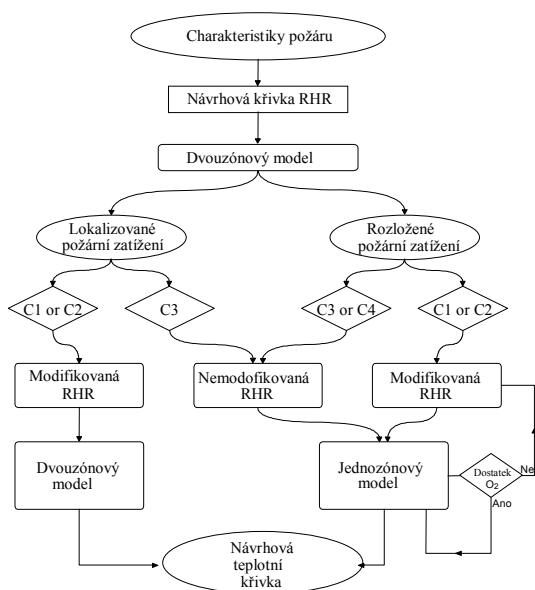 Charakteristiky požáru
Návrhová křivka RHR
Dvouzónový model
Lokalizované
požární zatížení
Rozložené
požární zatížení
C1 or C2
C3
C3 or C4
C1 or C2
Modifikovaná
RHR
Nemodofikovaná
RHR
Modifikovaná
RHR
Dvouzónový
model
Jednozónový
model
Dostatek
O2
Ne
Ano
Návrhová
teplotní
křivka